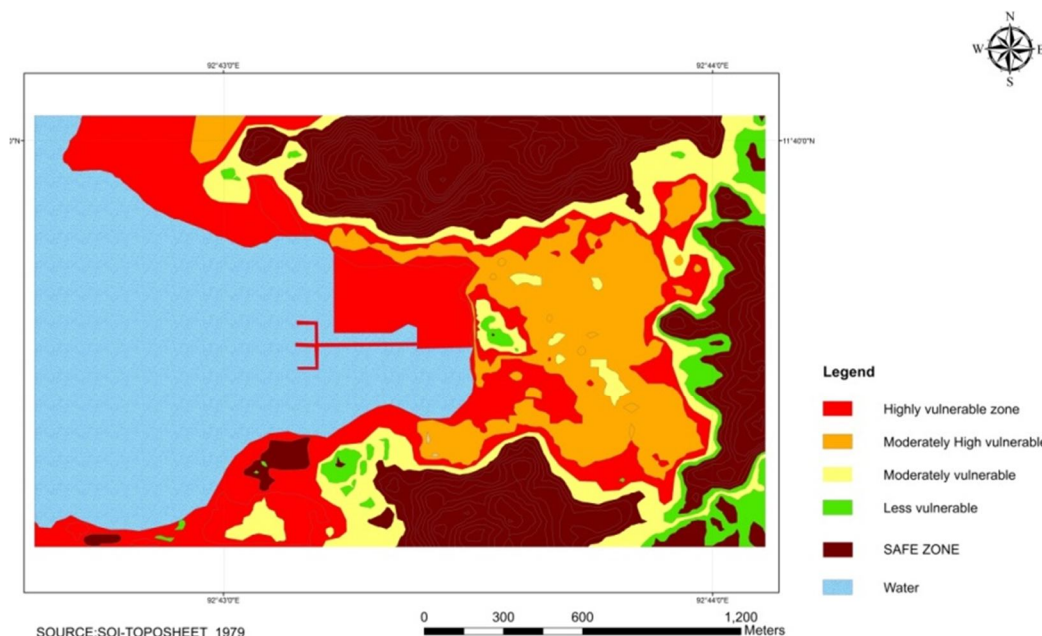 N
W E
S
92°43'0"E 92°44'0"E
0"N 11°40'0"N
Legend
Highly vulnerable zone
Moderately High vulnerable
Moderately vulnerable
Less vulnerable
SAFE ZONE
Water
92°43'0"E 92°44'0"E
0 300 600 1,200
Meters
SOURCE:SOI-TOPOSHEET 1979